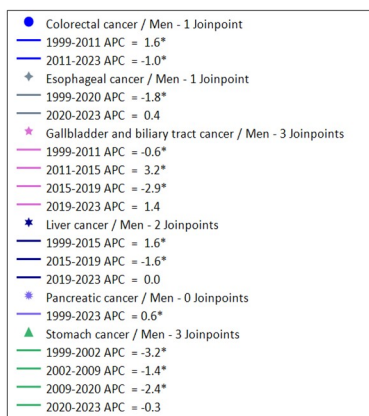 Colorectal cancer / Men - 1 Joinpoint
1999-2011 APC = 1.6*
2011-2023 APC = -1.0*
Esophageal cancer / Men - 1 Joinpoint
1999-2020 APC = -1.8*
2020-2023 APC = 0.4
Gallbladder and biliary tract cancer / Men - 3 Joinpoints
1999-2011 APC = -0.6*
2011-2015 APC = 3.2*
2015-2019 APC = -2.9*
2019-2023 APC = 1.4
Liver cancer / Men - 2 Joinpoints
1999-2015 APC = 1.6*
2015-2019 APC = -1.6*
2019-2023 APC = 0.0
Pancreatic cancer / Men - 0 Joinpoints
1999-2023 APC = 0.6*
Stomach cancer / Men - 3 Joinpoints
1999-2002 APC = -3.2*
2002-2009 APC = -1.4*
2009-2020 APC = -2.4*
2020-2023 APC = -0.3